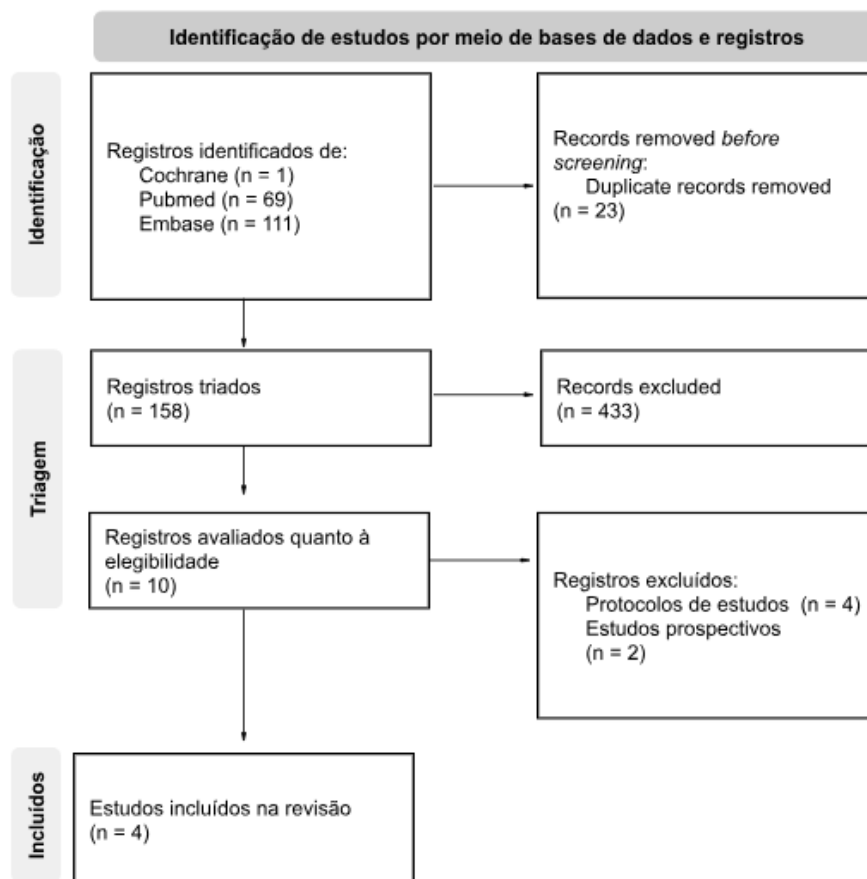 Identificação de estudos por meio de bases de dados e registros
Identificação
Registros identificados de:
Cochrane (n = 1)
Pubmed (n = 69)
Embase (n = 111)
Records removed before
screening:
Duplicate records removed
(n = 23)
Triagem
Registros triados
(n = 158)
Records excluded
(n = 433)
Registros avaliados quanto à
elegibilidade
(n = 10)
Registros excluídos:
Protocolos de estudos (n = 4)
Estudos prospectivos
(n = 2)
Incluídos
Estudos incluídos na revisão
(n = 4)